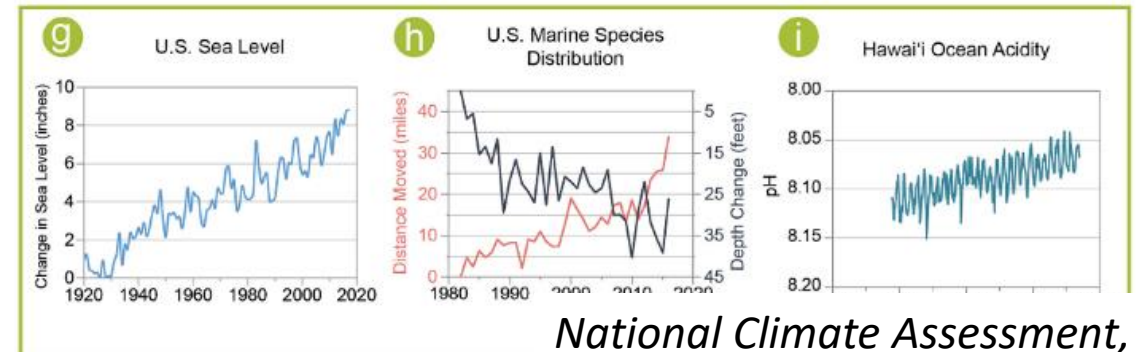 g
U.S. Sea Level
Change in Sea Level (inches)
10
8
6
4
2
0
1920 1940 1960 1980 2000 2020
h
U.S. Marine Species
Distribution
Distance Moved (miles)
40
30
20
10
0
5
15
25
35
45
Depth Change (feet)
1980 1990 2000 2010 2020
i
Hawai‘i Ocean Acidity
pH
8.00
8.05
8.10
8.15
8.20
National Climate Assessment,